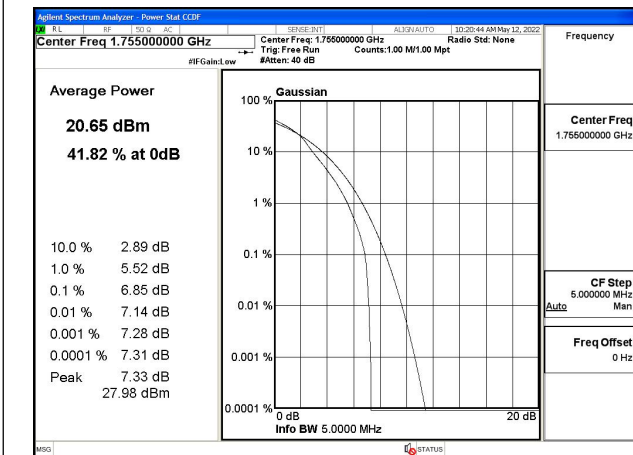 Agilent Spectrum Analyzer - Power Stat CCDF
RL RF 50 Ω AC SENSE:INT ALIGN AUTO 10:20:44 AM May 12, 2022
Center Freq 1.755000000 GHz
Center Freq: 1.755000000 GHz Radio Std: None
Trig: Free Run Counts:1.00 M/1.00 Mpt
#IFGain:Low #Atten: 40 dB
Frequency
Average Power
20.65 dBm
41.82 % at 0dB
10.0 % 2.89 dB
1.0 % 5.52 dB
0.1 % 6.85 dB
0.01 % 7.14 dB
0.001 % 7.28 dB
0.0001 % 7.31 dB
Peak 7.33 dB
27.98 dBm
Gaussian
100 %
10 %
1 %
0.1 %
0.01 %
0.001 %
0.0001 %
0 dB 20 dB
Info BW 5.0000 MHz
Center Freq
1.755000000 GHz
CF Step
5.000000 MHz
Auto Man
Freq Offset
0 Hz
MSG STATUS